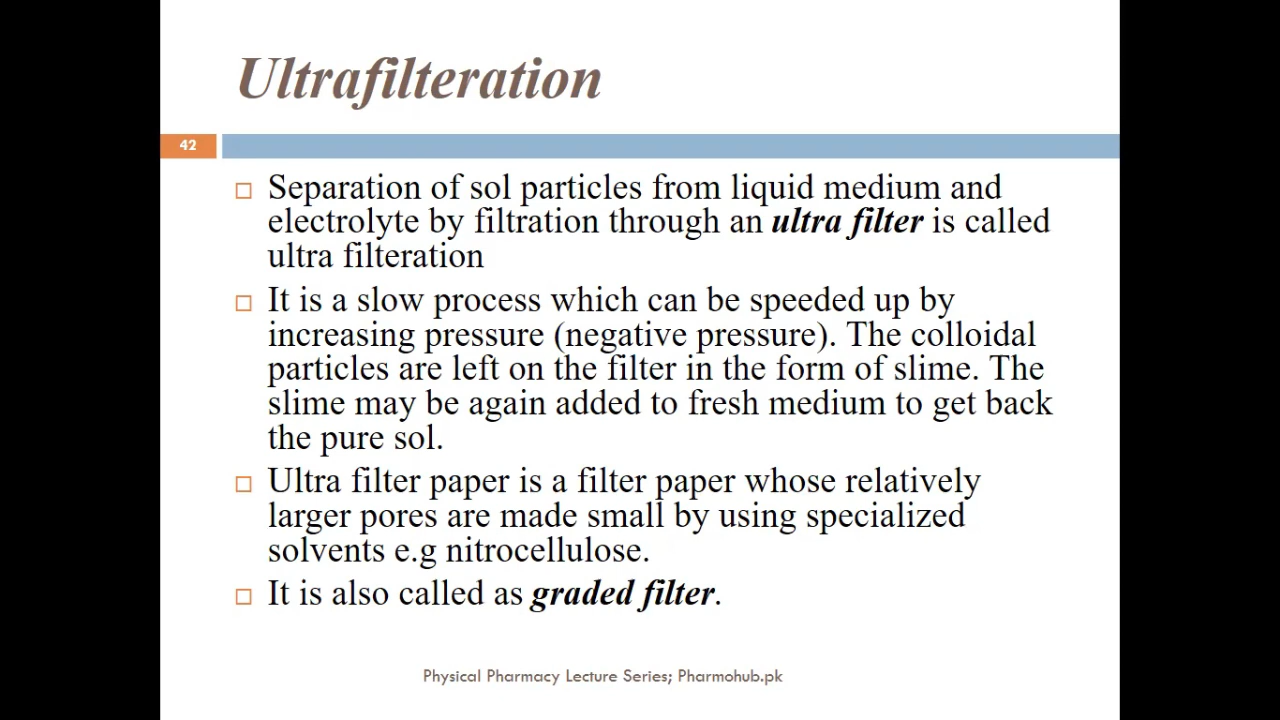 Ultrafilteration
42
Separation of sol particles from liquid medium and
electrolyte by filtration through an ultra filter is called
ultra filteration
It is a slow process which can be speeded up by
increasing pressure (negative pressure). The colloidal
particles are left on the filter in the form of slime. The
slime may be again added to fresh medium to get back
the pure sol.
Ultra filter paper is a filter paper whose relatively
larger pores are made small by using specialized
solvents e.g nitrocellulose.
It is also called as graded filter.
Physical Pharmacy Lecture Series; Pharmohub.pk